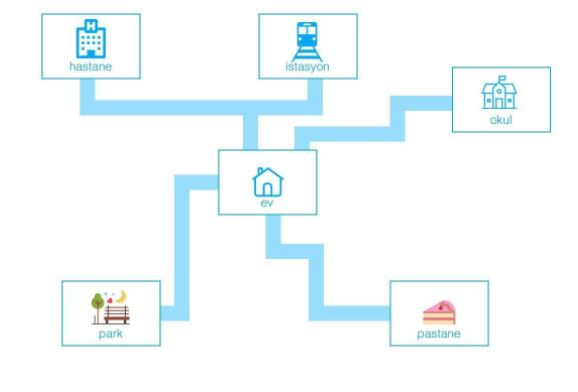 hastane
istasyon
okul
ev
park
pastane